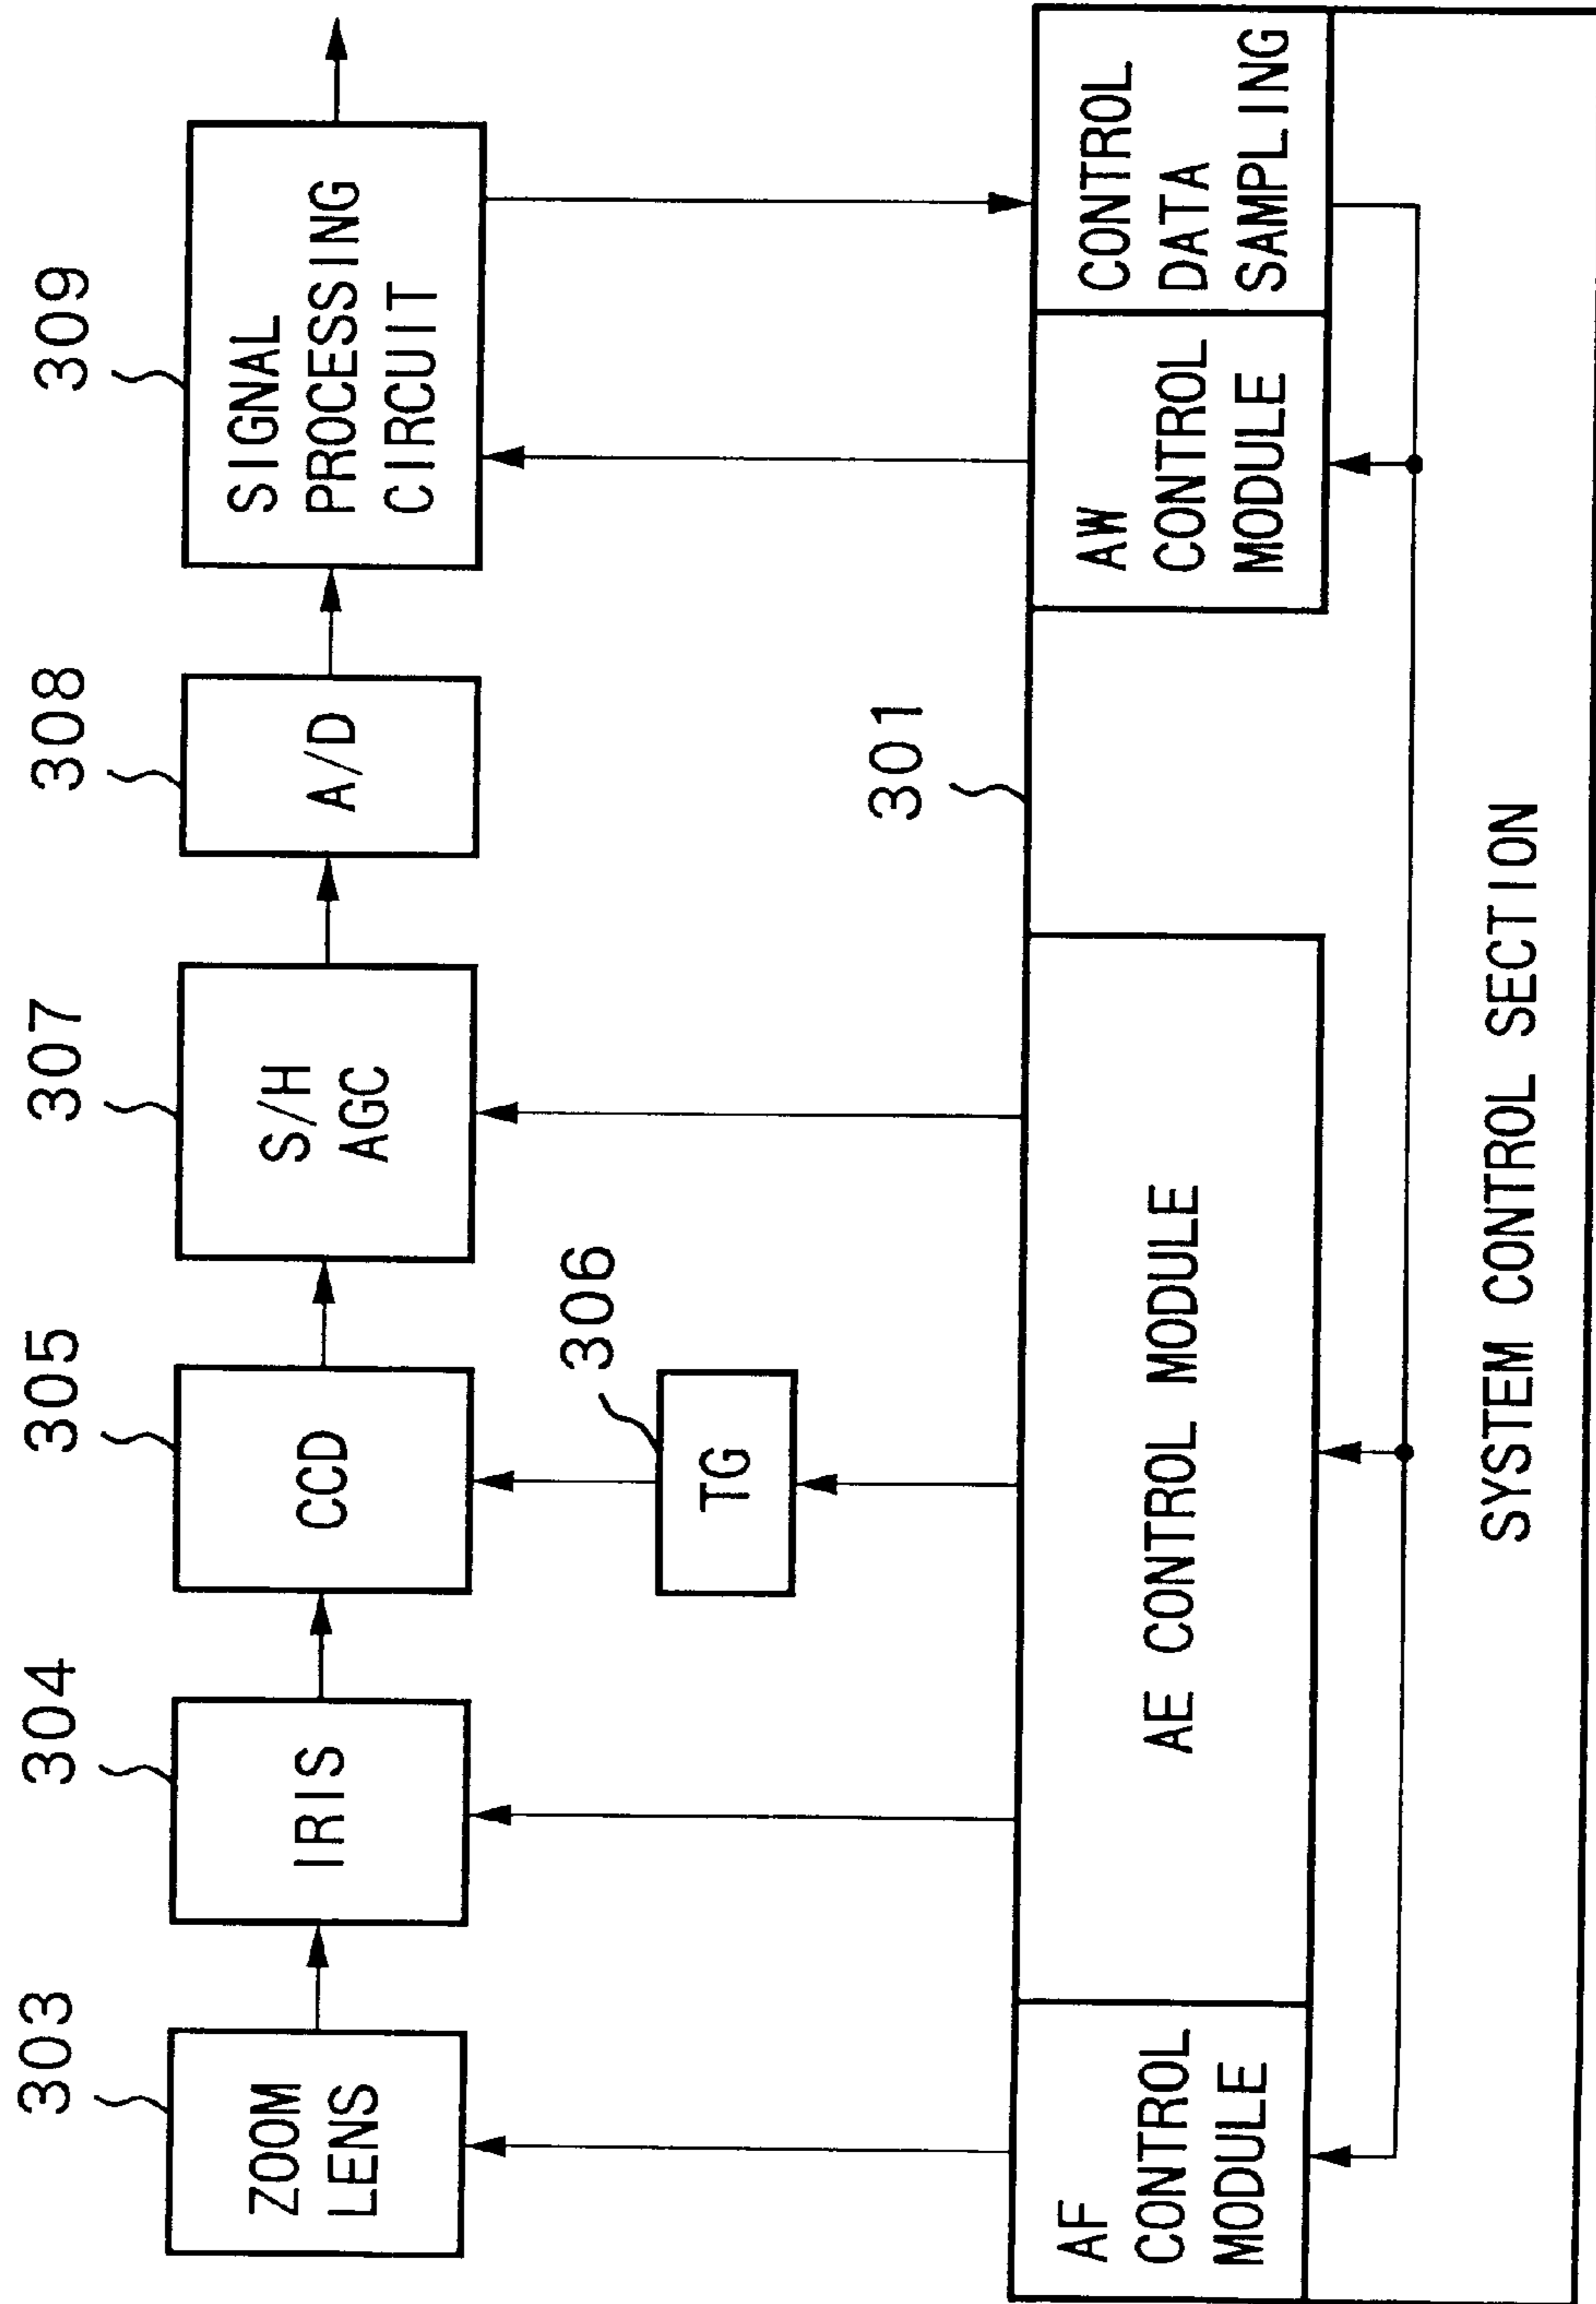 303
304
305
307
308
309
ZOOM
LENS
IRIS
CCD
S/H
AGC
A/D
SIGNAL
PROCESSING
CIRCUIT
306
TG
301
AF
CONTROL
MODULE
AE CONTROL MODULE
AW
CONTROL
MODULE
CONTROL
DATA
SAMPLING
SYSTEM CONTROL SECTION